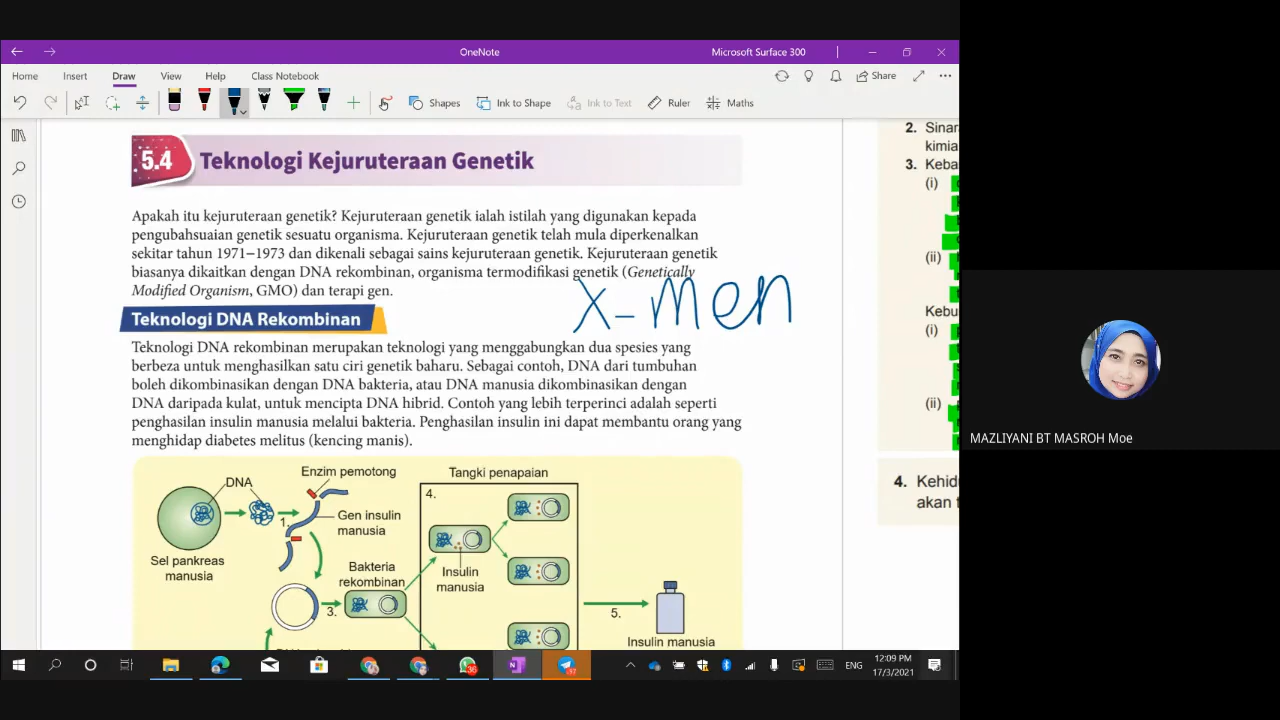 OneNote
Microsoft Surface 300
Home Insert Draw View Help Class Notebook
Share
Shapes Ink to Shape Ink to Text Ruler Maths
5.4 Teknologi Kejuruteraan Genetik
Apakah itu kejuruteraan genetik? Kejuruteraan genetik ialah istilah yang digunakan kepada
pengubahsuaian genetik sesuatu organisma. Kejuruteraan genetik telah mula diperkenalkan
sekitar tahun 1971–1973 dan dikenali sebagai sains kejuruteraan genetik. Kejuruteraan genetik
biasanya dikaitkan dengan DNA rekombinan, organisma termodifikasi genetik (Genetically
Modified Organism, GMO) dan terapi gen.
X-men
Teknologi DNA Rekombinan
Teknologi DNA rekombinan merupakan teknologi yang menggabungkan dua spesies yang
berbeza untuk menghasilkan satu ciri genetik baharu. Sebagai contoh, DNA dari tumbuhan
boleh dikombinasikan dengan DNA bakteria, atau DNA manusia dikombinasikan dengan
DNA daripada kulat, untuk mencipta DNA hibrid. Contoh yang lebih terperinci adalah seperti
penghasilan insulin manusia melalui bakteria. Penghasilan insulin ini dapat membantu orang yang
menghidap diabetes melitus (kencing manis).
Enzim pemotong
Tangki penapaian
DNA
4.
1.
Gen insulin
manusia
Sel pankreas
manusia
Bakteria
rekombinan
Insulin
manusia
3.
5.
Insulin manusia
2. Sinar
kimia
3. Keba
(i)
(ii)
Kebu
(i)
(ii)
4. Kehid
akan
MAZLIYANI BT MASROH Moe
ENG
12:09 PM
17/3/2021